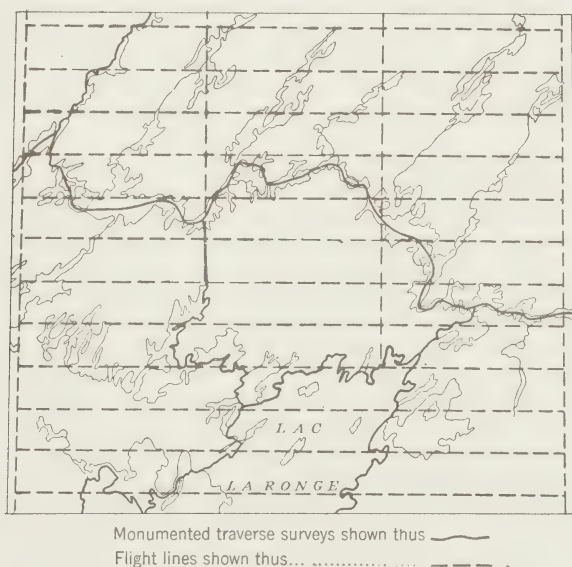 LAC
LA RONGE
Monumented traverse surveys shown thus
Flight lines shown thus... ..................